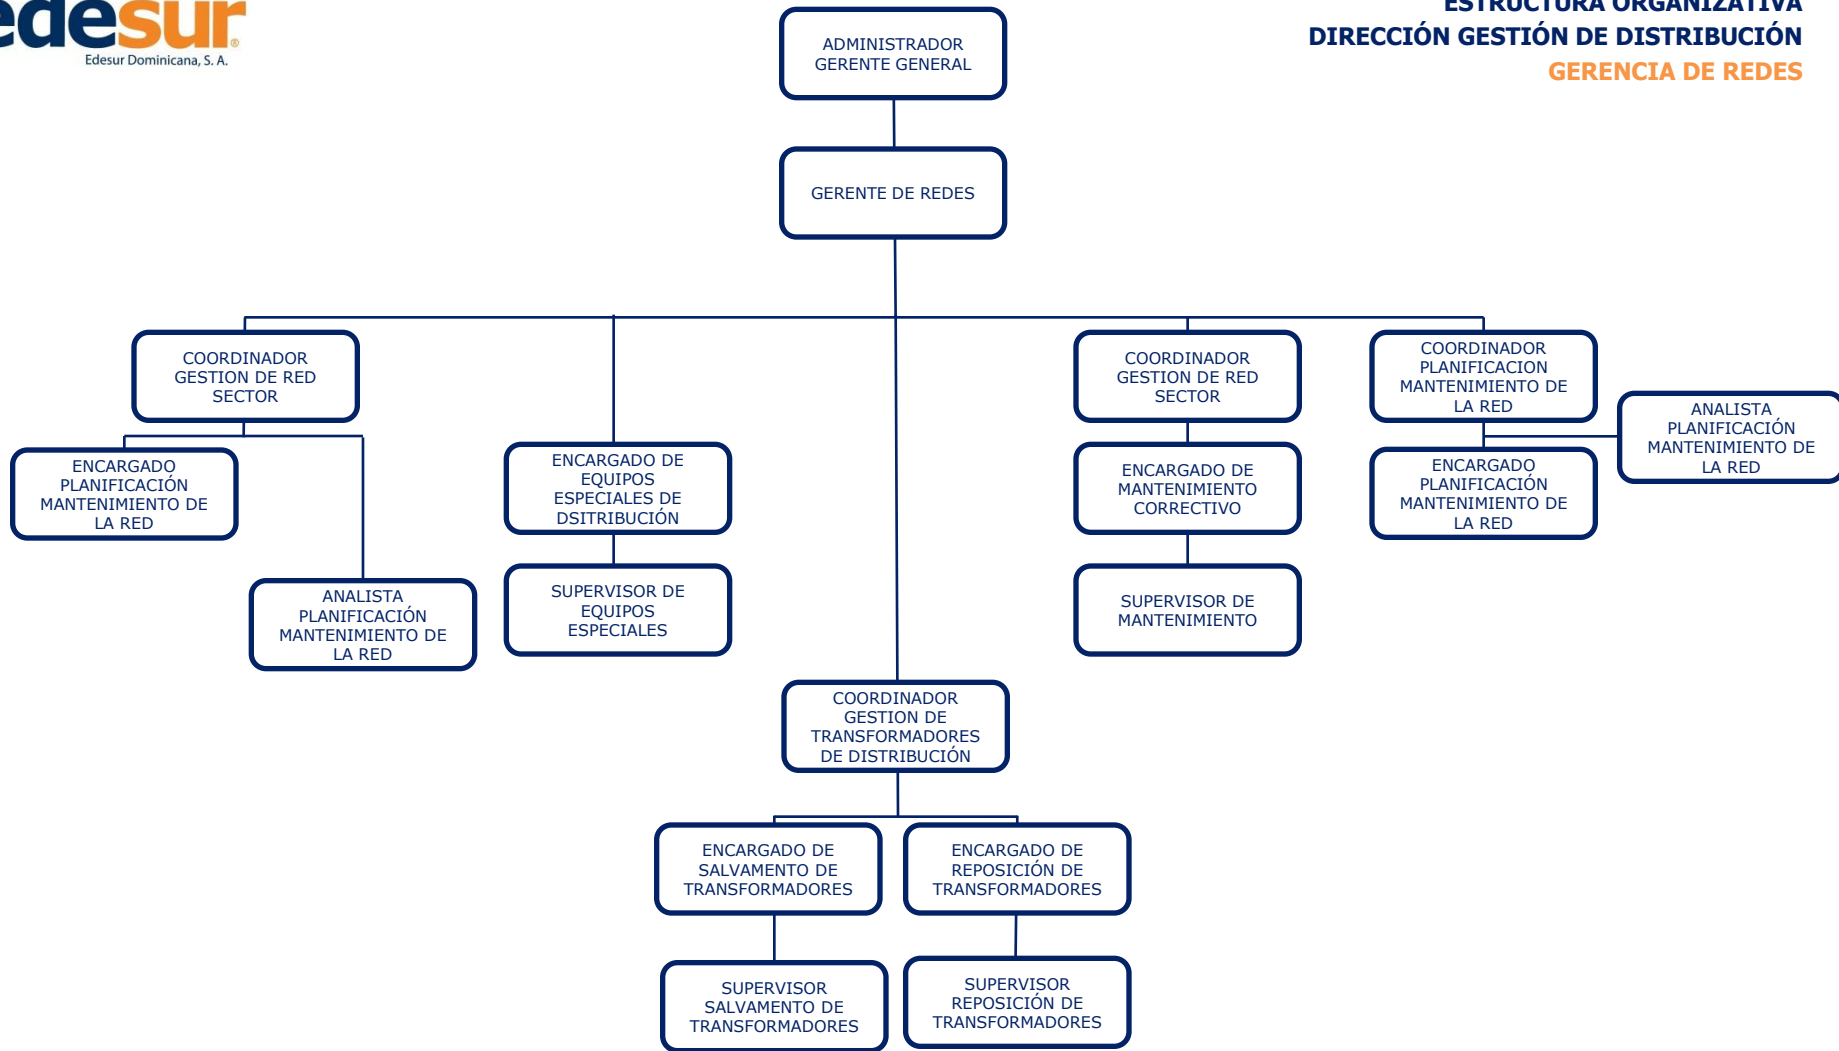 edesur
Edesur Dominicana, S. A.
ESTRUCTURA ORGANIZATIVA
DIRECCIÓN GESTIÓN DE DISTRIBUCIÓN
GERENCIA DE REDES
ADMINISTRADOR
GERENTE GENERAL
GERENTE DE REDES
COORDINADOR
GESTION DE RED
SECTOR
ENCARGADO
PLANIFICACIÓN
MANTENIMIENTO DE
LA RED
ANALISTA
PLANIFICACIÓN
MANTENIMIENTO DE
LA RED
ENCARGADO DE
EQUIPOS
ESPECIALES DE
DSITRIBUCIÓN
SUPERVISOR DE
EQUIPOS
ESPECIALES
COORDINADOR
GESTION DE RED
SECTOR
ENCARGADO DE
MANTENIMIENTO
CORRECTIVO
SUPERVISOR DE
MANTENIMIENTO
COORDINADOR
PLANIFICACION
MANTENIMIENTO DE
LA RED
ANALISTA
PLANIFICACIÓN
MANTENIMIENTO DE
LA RED
ENCARGADO
PLANIFICACIÓN
MANTENIMIENTO DE
LA RED
COORDINADOR
GESTION DE
TRANSFORMADORES
DE DISTRIBUCIÓN
ENCARGADO DE
SALVAMENTO DE
TRANSFORMADORES
ENCARGADO DE
REPOSICIÓN DE
TRANSFORMADORES
SUPERVISOR
SALVAMENTO DE
TRANSFORMADORES
SUPERVISOR
REPOSICIÓN DE
TRANSFORMADORES